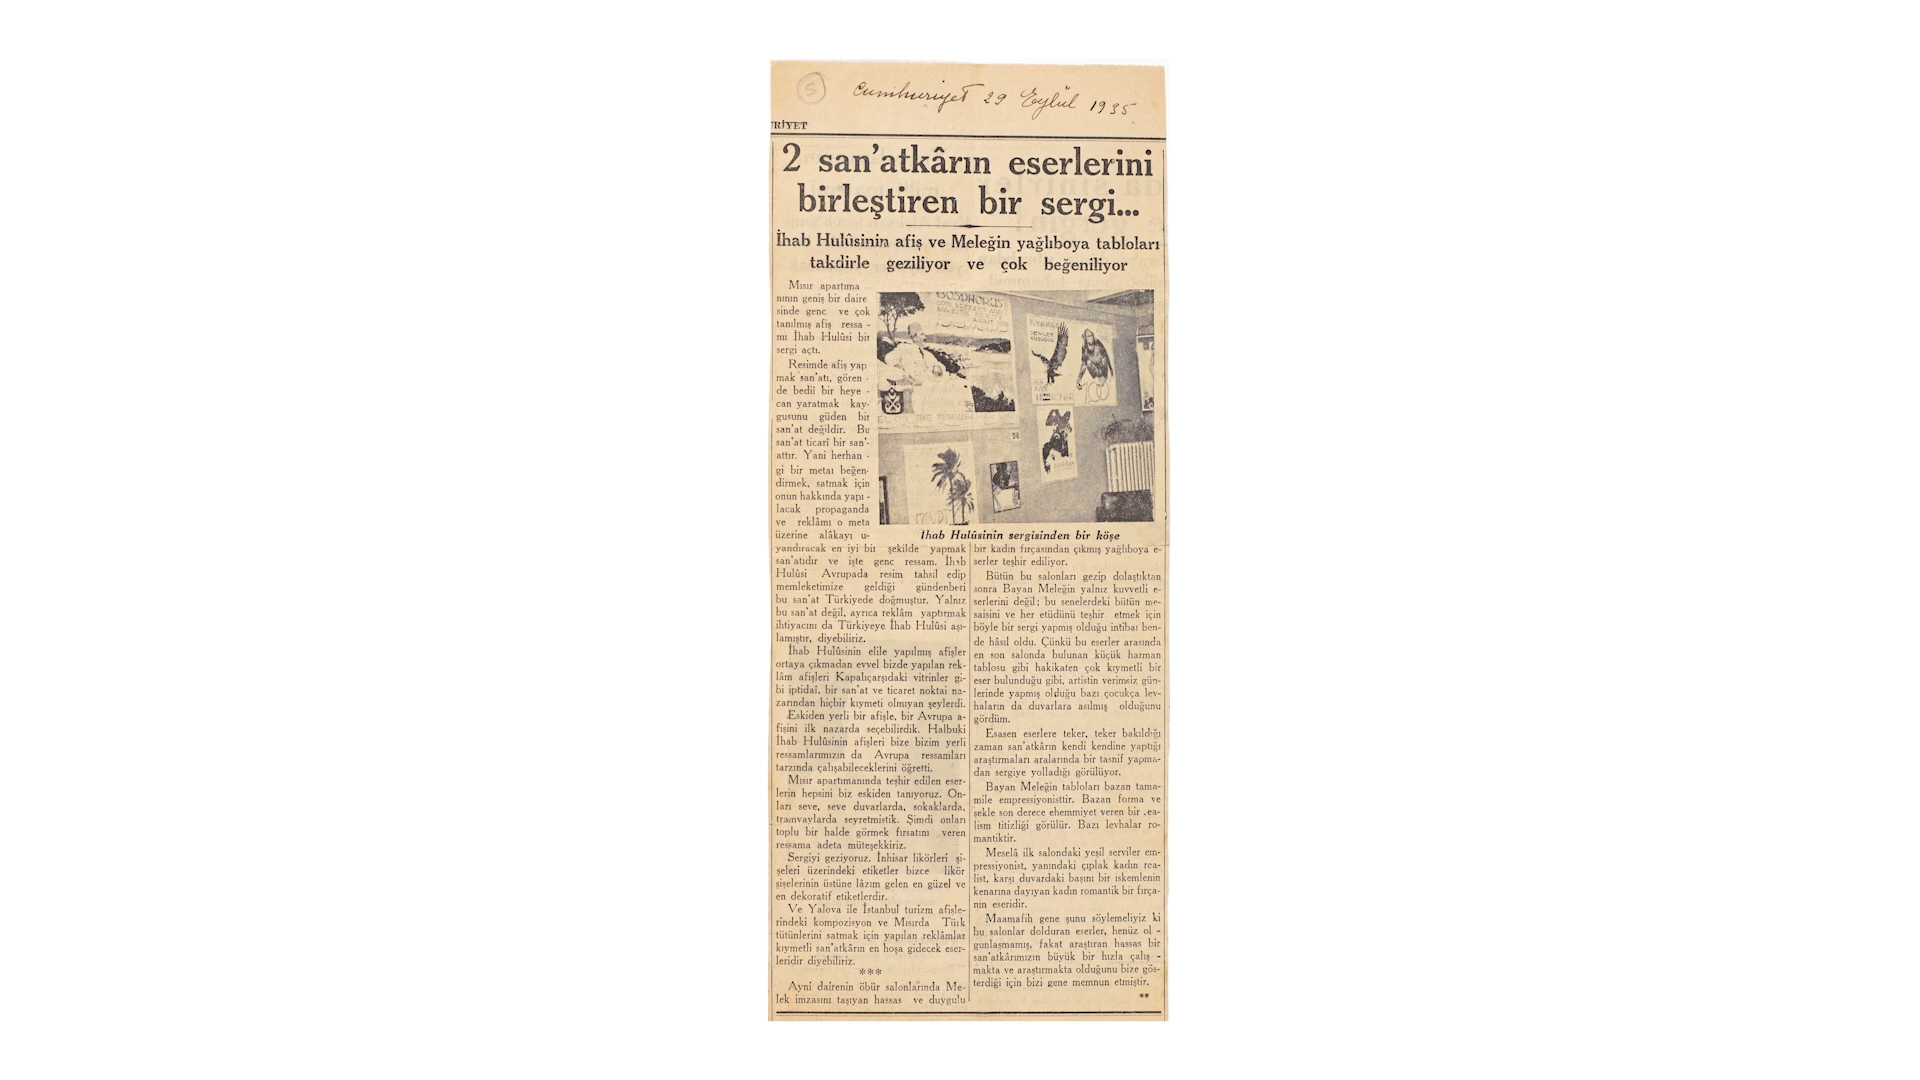 S
Cumhuriyet 29 Eylül 1935
RİYET
2 san'atkârın eserlerini
birleştiren bir sergi...
İhab Hulûsinin afiş ve Meleğin yağlıboya tabloları
takdirle geziliyor ve çok beğeniliyor
Mısır apartıma
nının geniş bir daire
sinde genc ve çok
tanılmış afiş ressa -
mı İhab Hulûsi bir
sergi açtı.
Resimde afiş yap
mak san'atı, gören -
de bediî bir heye -
can yaratmak kay-
gusunu güden bir
san'at değildir. Bu
san'at ticarî bir san'-
attır. Yani herhan -
gi bir metaı beğen-
dirmek, satmak için
onun hakkında yapı -
lacak propaganda
ve reklâmı o meta
üzerine alâkayı u-
yandıracak en iyi bir şekilde yapmak
san'atıdır ve işte genc ressam. İhab
Hulûsi Avrupada resim tahsil edip
memleketimize geldiği gündenberi
bu san'at Türkiyede doğmuştur. Yalnız
bu san'at değil, ayrıca reklâm yaptırmak
ihtiyacını da Türkiyeye İhab Hulûsi aşı-
lamıştır, diyebiliriz.
İhab Hulûsinin elile yapılmış afişler
ortaya çıkmadan evvel bizde yapılan rek-
lâm afişleri Kapalıçarşıdaki vitrinler gi-
bi iptidaî, bir san'at ve ticaret noktai na-
zarından hiçbir kıymeti olmıyan şeylerdi.
Eskiden yerli bir afişle, bir Avrupa a-
fişini ilk nazarda seçebilirdik. Halbuki
İhab Hulûsinin afişleri bize bizim yerli
ressamlarımızın da Avrupa ressamları
tarzında çalışabileceklerini öğretti.
Mısır apartımanında teşhir edilen eser-
lerin hepsini biz eskiden tanıyoruz. On-
ları seve, seve duvarlarda, sokaklarda,
tramvaylarda seyretmiştik. Şimdi onları
toplu bir halde görmek fırsatını veren
ressama adeta müteşekkiriz.
Sergiyi geziyoruz. İnhisar likörleri şi-
şeleri üzerindeki etiketler bizce likör
şişelerinin üstüne lâzım gelen en güzel ve
en dekoratif etiketlerdir.
Ve Yalova ile İstanbul turizm afişle-
rindeki kompozisyon ve Mısırda Türk
tütünlerini satmak için yapılan reklâmlar
kıymetli san'atkârın en hoşa gidecek eser-
leridir diyebiliriz.
***
Ayni dairenin öbür salonlarında Me-
lek imzasını taşıyan hassas ve duygulu
BOSPHORUS
İhab Hulûsinin sergisinden bir köşe
bir kadın fırçasından çıkmış yağlıboya e-
serler teşhir ediliyor.
Bütün bu salonları gezip dolaştıktan
sonra Bayan Meleğin yalnız kuvvetli e-
serlerini değil; bu senelerdeki bütün me-
saisini ve her etüdünü teşhir etmek için
böyle bir sergi yapmış olduğu intibaı ben-
de hâsıl oldu. Çünkü bu eserler arasında
en son salonda bulunan küçük harman
tablosu gibi hakikaten çok kıymetli bir
eser bulunduğu gibi, artistin verimsiz gün-
lerinde yapmış olduğu bazı çocukça lev-
haların da duvarlara asılmış olduğunu
gördüm.
Esasen eserlere teker, teker bakıldığı
zaman san'atkârın kendi kendine yaptığı
araştırmaları aralarında bir tasnif yapma-
dan sergiye yolladığı görülüyor.
Bayan Meleğin tabloları bazan tama-
mile empressiyonisttir. Bazan forma ve
şekle son derece ehemmiyet veren bir .ea-
lism titizliği görülür. Bazı levhalar ro-
mantiktir.
Meselâ ilk salondaki yeşil serviler em-
pressiyonist, yanındaki çıplak kadın rea-
list, karşı duvardaki başını bir iskemlenin
kenarına dayıyan kadın romantik bir fırça-
nın eseridir.
Maamafih gene şunu söylemeliyiz ki
bu salonlar dolduran eserler, henüz ol -
gunlaşmamış, fakat araştıran hassas bir
san'atkârımızın büyük bir hızla çalış -
makta ve araştırmakta olduğunu bize gös-
terdiği için bizi gene memnun etmiştir.
**